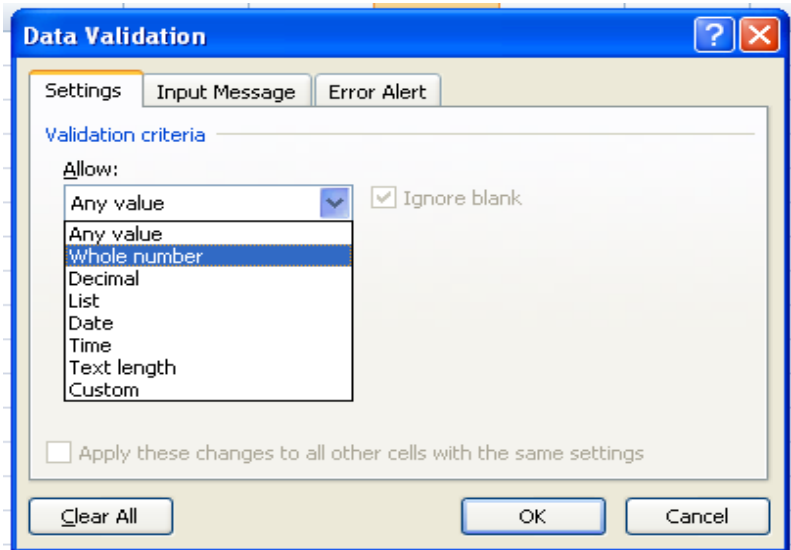 Data Validation
Settings Input Message Error Alert
Validation criteria
Allow:
Any value Ignore blank
Any value
Whole number
Decimal
List
Date
Time
Text length
Custom
Apply these changes to all other cells with the same settings
Clear All OK Cancel